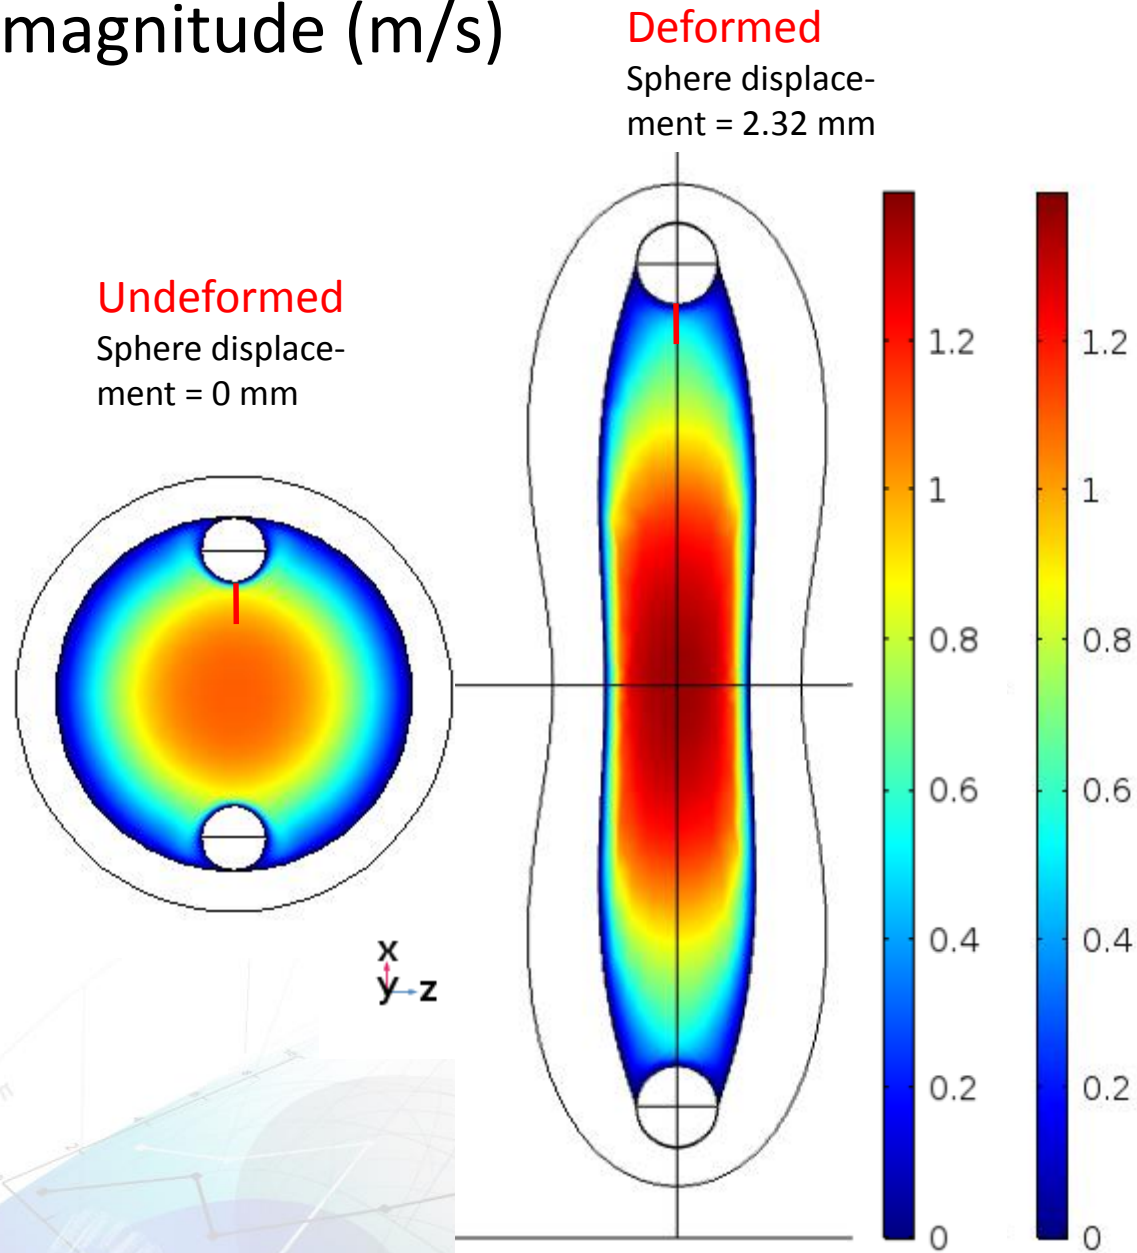 magnitude (m/s)
Deformed
Sphere displace-
ment = 2.32 mm
Undeformed
Sphere displace-
ment = 0 mm
1.2
1
0.8
0.6
0.4
0.2
0
1.2
1
0.8
0.6
0.4
0.2
0
x
y
z